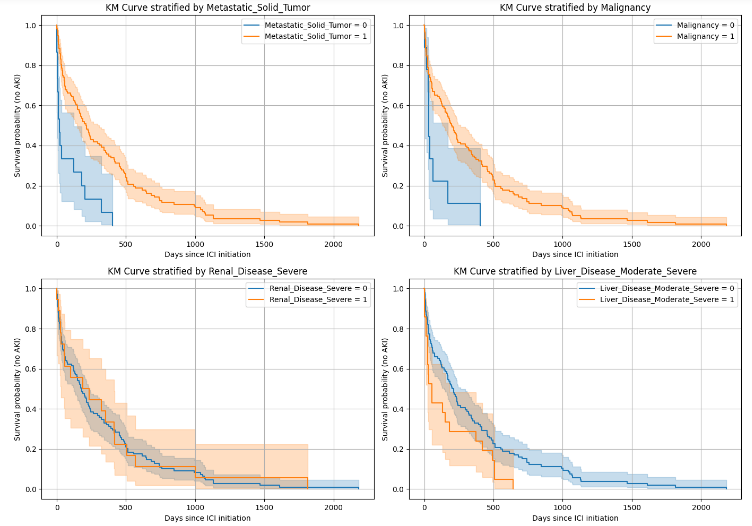 KM Curve stratified by Metastatic_Solid_Tumor
1.0
0.8
0.6
0.4
0.2
0.0
Survival probability (no AKI)
Metastatic_Solid_Tumor = 0
Metastatic_Solid_Tumor = 1
0
500
1000
1500
2000
Days since ICI initiation
KM Curve stratified by Malignancy
1.0
0.8
0.6
0.4
0.2
0.0
Survival probability (no AKI)
Malignancy = 0
Malignancy = 1
0
500
1000
1500
2000
Days since ICI initiation
KM Curve stratified by Renal_Disease_Severe
1.0
0.8
0.6
0.4
0.2
0.0
Survival probability (no AKI)
Renal_Disease_Severe = 0
Renal_Disease_Severe = 1
0
500
1000
1500
2000
Days since ICI initiation
KM Curve stratified by Liver_Disease_Moderate_Severe
1.0
0.8
0.6
0.4
0.2
0.0
Survival probability (no AKI)
Liver_Disease_Moderate_Severe = 0
Liver_Disease_Moderate_Severe = 1
0
500
1000
1500
2000
Days since ICI initiation